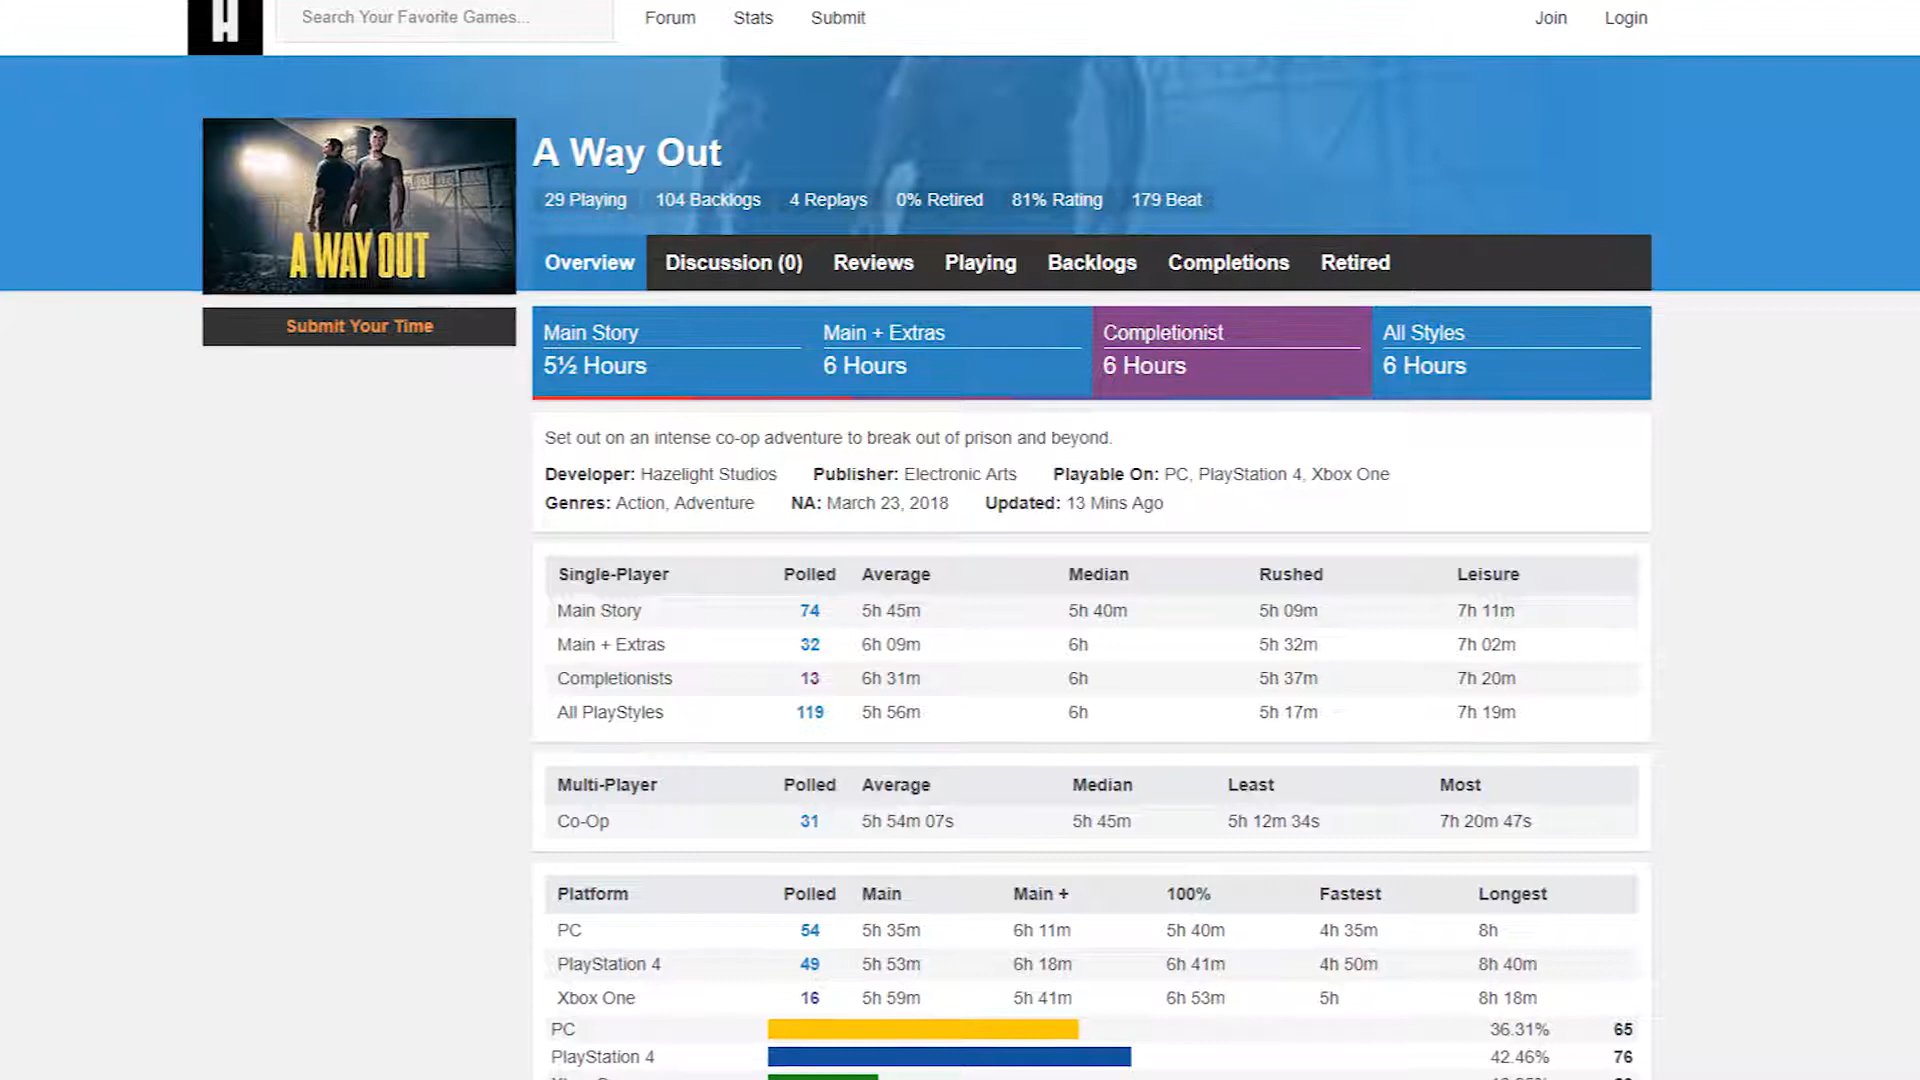 H
Search Your Favorite Games... Forum Stats Submit Join Login
A Way Out
29 Playing 104 Backlogs 4 Replays 0% Retired 81% Rating 179 Beat
A WAY OUT
Overview Discussion (0) Reviews Playing Backlogs Completions Retired
Submit Your Time
Main Story Main + Extras Completionist All Styles
5½ Hours 6 Hours 6 Hours 6 Hours
Set out on an intense co-op adventure to break out of prison and beyond.
Developer: Hazelight Studios Publisher: Electronic Arts Playable On: PC, PlayStation 4, Xbox One
Genres: Action, Adventure NA: March 23, 2018 Updated: 13 Mins Ago
Single-Player Polled Average Median Rushed Leisure
Main Story 74 5h 45m 5h 40m 5h 09m 7h 11m
Main + Extras 32 6h 09m 6h 5h 32m 7h 02m
Completionists 13 6h 31m 6h 5h 37m 7h 20m
All PlayStyles 119 5h 56m 6h 5h 17m 7h 19m
Multi-Player Polled Average Median Least Most
Co-Op 31 5h 54m 07s 5h 45m 5h 12m 34s 7h 20m 47s
Platform Polled Main Main + 100% Fastest Longest
PC 54 5h 35m 6h 11m 5h 40m 4h 35m 8h
PlayStation 4 49 5h 53m 6h 18m 6h 41m 4h 50m 8h 40m
Xbox One 16 5h 59m 5h 41m 6h 53m 5h 8h 18m
PC 36.31% 65
PlayStation 4 42.46% 76